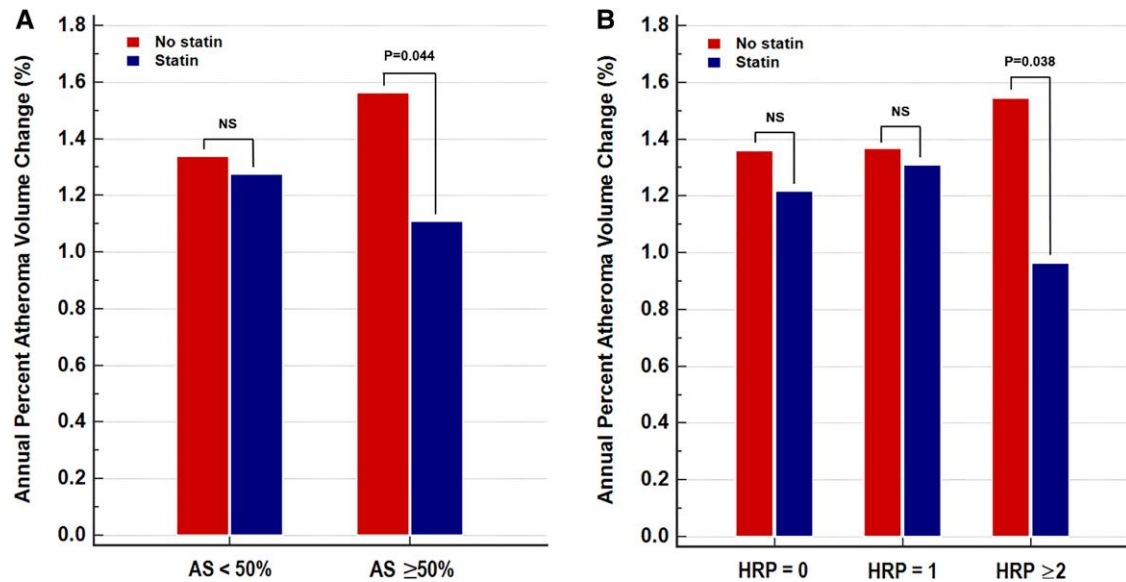 A
Annual Percent Atheroma Volume Change (%)
1.8
1.6
1.4
1.2
1.0
0.8
0.6
0.4
0.2
0.0
No statin
Statin
NS
P=0.044
AS < 50%
AS ≥50%
B
Annual Percent Atheroma Volume Change (%)
1.8
1.6
1.4
1.2
1.0
0.8
0.6
0.4
0.2
0.0
No statin
Statin
NS
NS
P=0.038
HRP = 0
HRP = 1
HRP ≥2